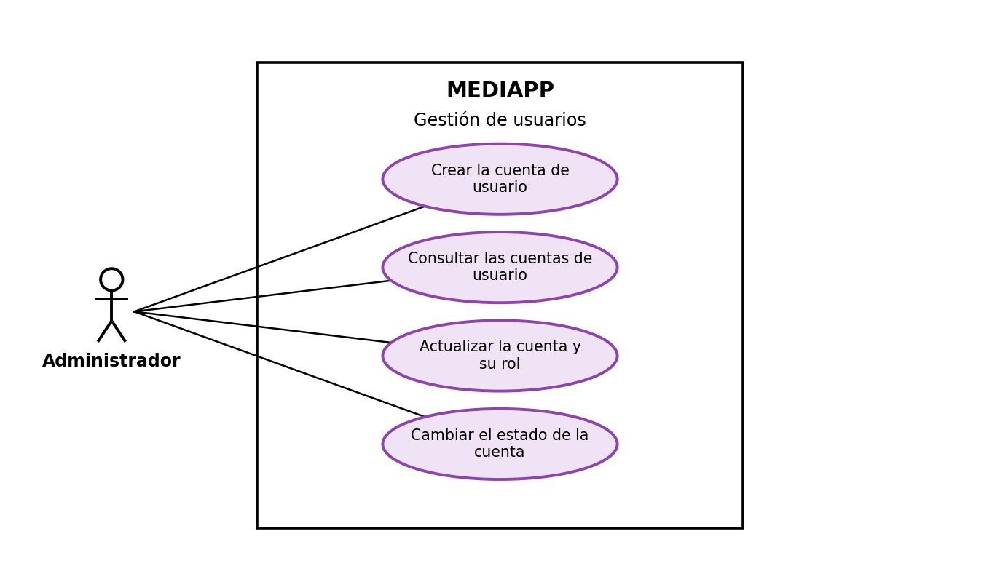 MEDIAPP
Gestión de usuarios
Crear la cuenta de
usuario
Consultar las cuentas de
usuario
Actualizar la cuenta y
su rol
Cambiar el estado de la
cuenta
Administrador